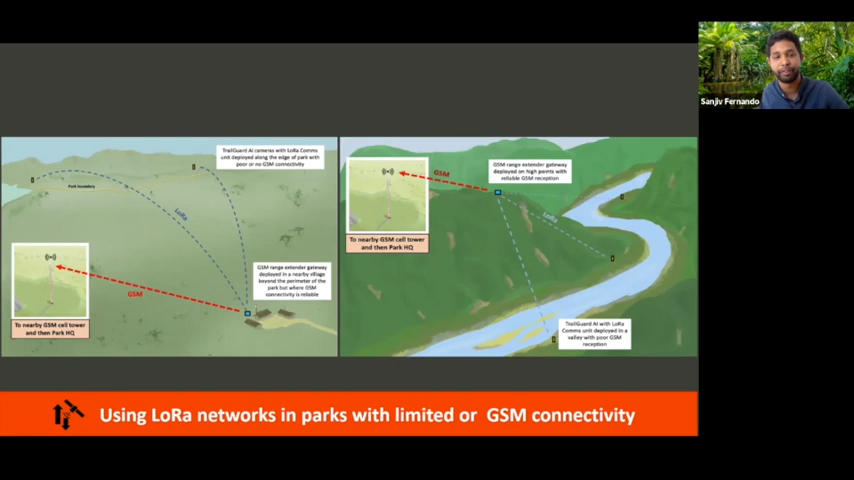 Sanjiv Fernando
TrailGuard AI cameras with LoRa Comms
unit deployed along the edge of park with
poor or no GSM connectivity
Park boundary
LoRa
GSM
To nearby GSM cell tower
and then Park HQ
GSM range extender gateway
deployed in a nearby village
beyond the perimeter of the
park but where GSM
connectivity is reliable
GSM
To nearby GSM cell tower
and then Park HQ
GSM range extender gateway
deployed on high points with
reliable GSM reception
LoRa
TrailGuard AI with LoRa
Comms unit deployed in a
valley with poor GSM
reception
Using LoRa networks in parks with limited or GSM connectivity